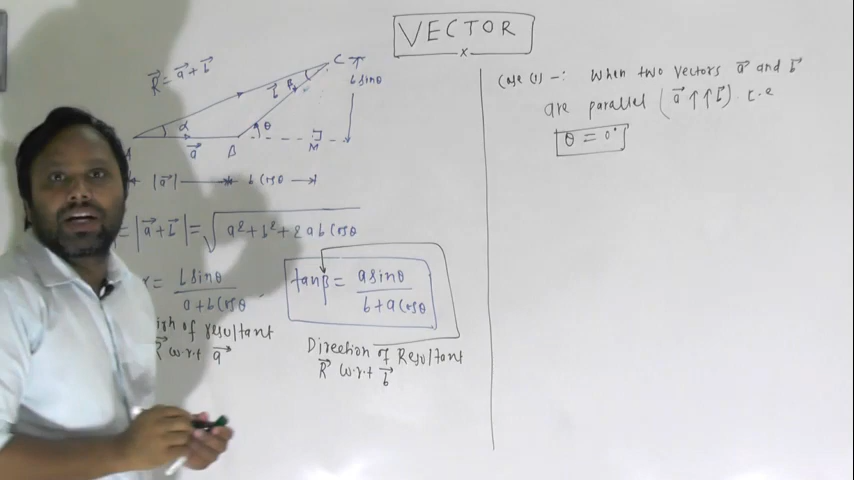 VECTOR
x
R⃗ = a⃗ + b⃗
C
b sinθ
b⃗
β
α
θ
A
a⃗
B
M
|a⃗|
b Cosθ
= |a⃗ + b⃗| = √a² + b² + 2ab Cosθ
= b sinθ / a + b Cosθ
of resultant
R⃗ w.r.t a⃗
tanβ = a sinθ / b + a Cosθ
Direction of Resultant
R⃗ w.r.t b⃗
Case (1) -: When two vectors a⃗ and b⃗
are parallel (a⃗ ↑↑ b⃗). I.e
θ = 0°